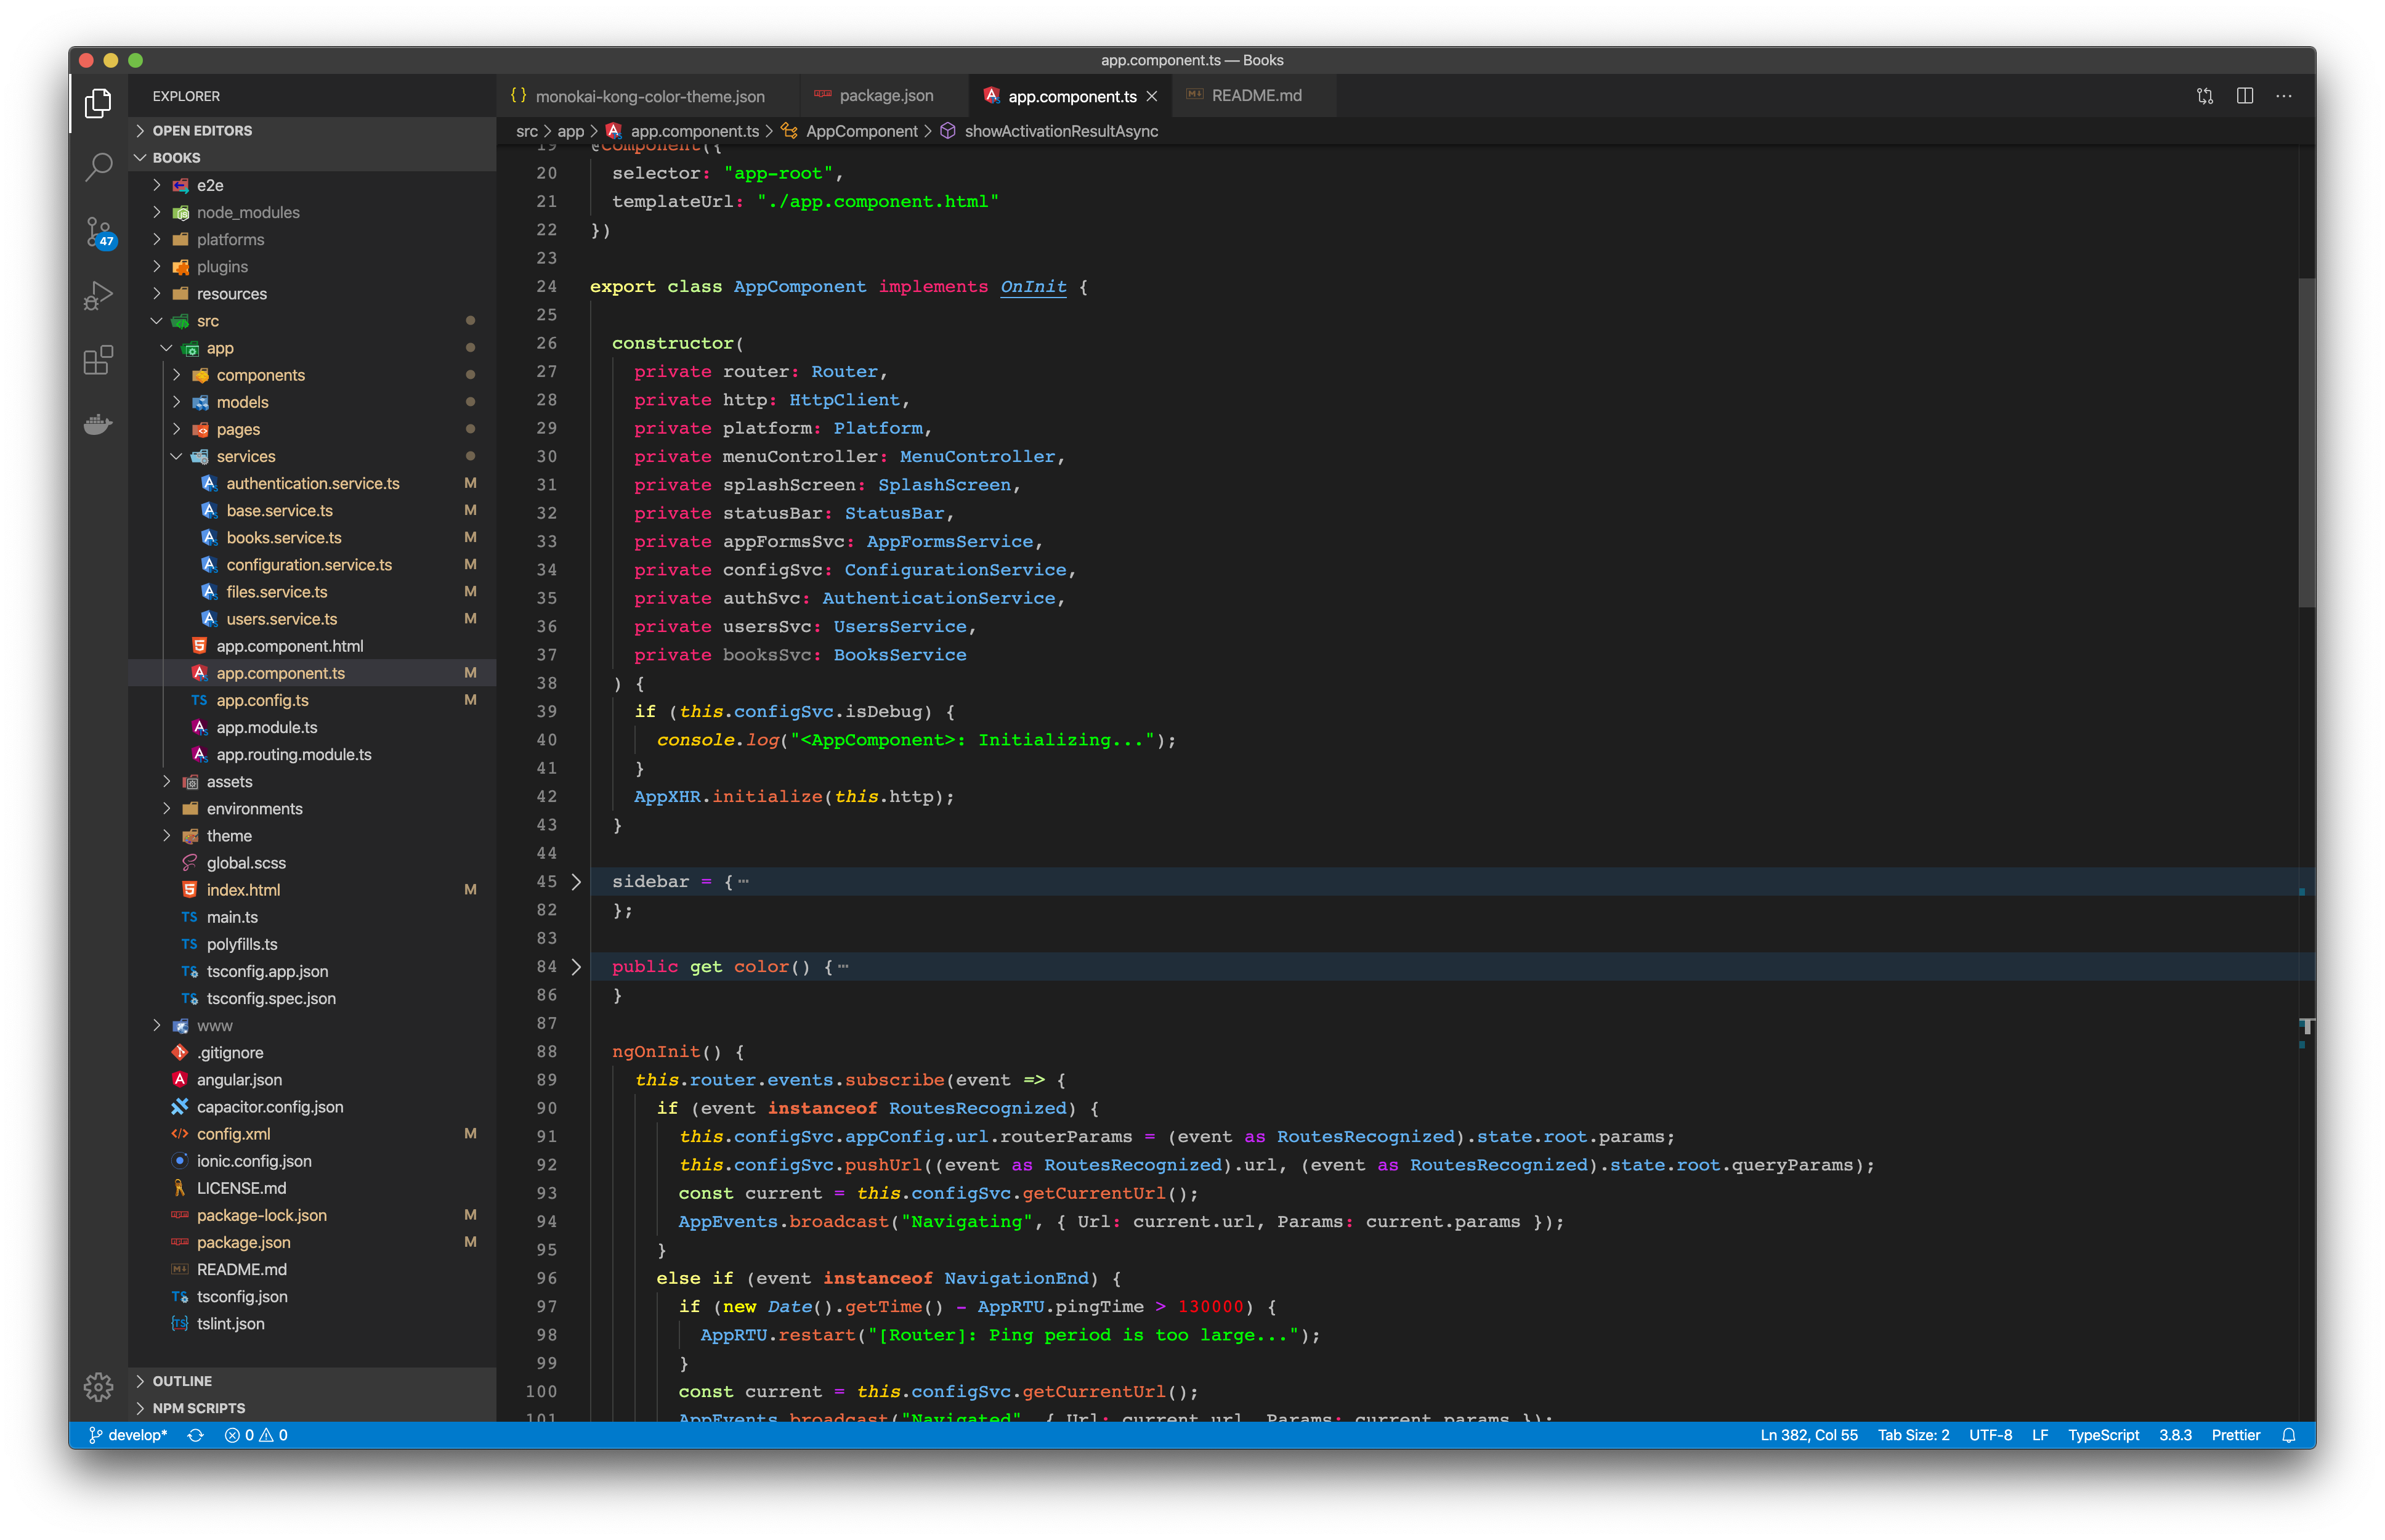 app.component.ts — Books
EXPLORER
OPEN EDITORS
BOOKS
e2e
node_modules
platforms
plugins
resources
src
app
components
models
pages
services
authentication.service.ts M
base.service.ts M
books.service.ts M
configuration.service.ts M
files.service.ts M
users.service.ts M
app.component.html
app.component.ts M
TS app.config.ts M
app.module.ts
app.routing.module.ts
assets
environments
theme
global.scss
index.html M
TS main.ts
TS polyfills.ts
TS tsconfig.app.json
TS tsconfig.spec.json
www
.gitignore
angular.json
capacitor.config.json
config.xml M
ionic.config.json
LICENSE.md
package-lock.json M
package.json M
README.md
TS tsconfig.json
tslint.json
OUTLINE
NPM SCRIPTS
47
{} monokai-kong-color-theme.json
package.json
app.component.ts
README.md
src > app > app.component.ts > AppComponent > showActivationResultAsync
19 @Component({
20 selector: "app-root",
21 templateUrl: "./app.component.html"
22 })
23
24 export class AppComponent implements OnInit {
25
26 constructor(
27 private router: Router,
28 private http: HttpClient,
29 private platform: Platform,
30 private menuController: MenuController,
31 private splashScreen: SplashScreen,
32 private statusBar: StatusBar,
33 private appFormsSvc: AppFormsService,
34 private configSvc: ConfigurationService,
35 private authSvc: AuthenticationService,
36 private usersSvc: UsersService,
37 private booksSvc: BooksService
38 ) {
39 if (this.configSvc.isDebug) {
40 console.log("<AppComponent>: Initializing...");
41 }
42 AppXHR.initialize(this.http);
43 }
44
45 sidebar = {…
82 };
83
84 public get color() {…
86 }
87
88 ngOnInit() {
89 this.router.events.subscribe(event => {
90 if (event instanceof RoutesRecognized) {
91 this.configSvc.appConfig.url.routerParams = (event as RoutesRecognized).state.root.params;
92 this.configSvc.pushUrl((event as RoutesRecognized).url, (event as RoutesRecognized).state.root.queryParams);
93 const current = this.configSvc.getCurrentUrl();
94 AppEvents.broadcast("Navigating", { Url: current.url, Params: current.params });
95 }
96 else if (event instanceof NavigationEnd) {
97 if (new Date().getTime() - AppRTU.pingTime > 130000) {
98 AppRTU.restart("[Router]: Ping period is too large...");
99 }
100 const current = this.configSvc.getCurrentUrl();
101 AppEvents.broadcast("Navigated", { Url: current.url, Params: current.params });
develop* 0 0 Ln 382, Col 55 Tab Size: 2 UTF-8 LF TypeScript 3.8.3 Prettier